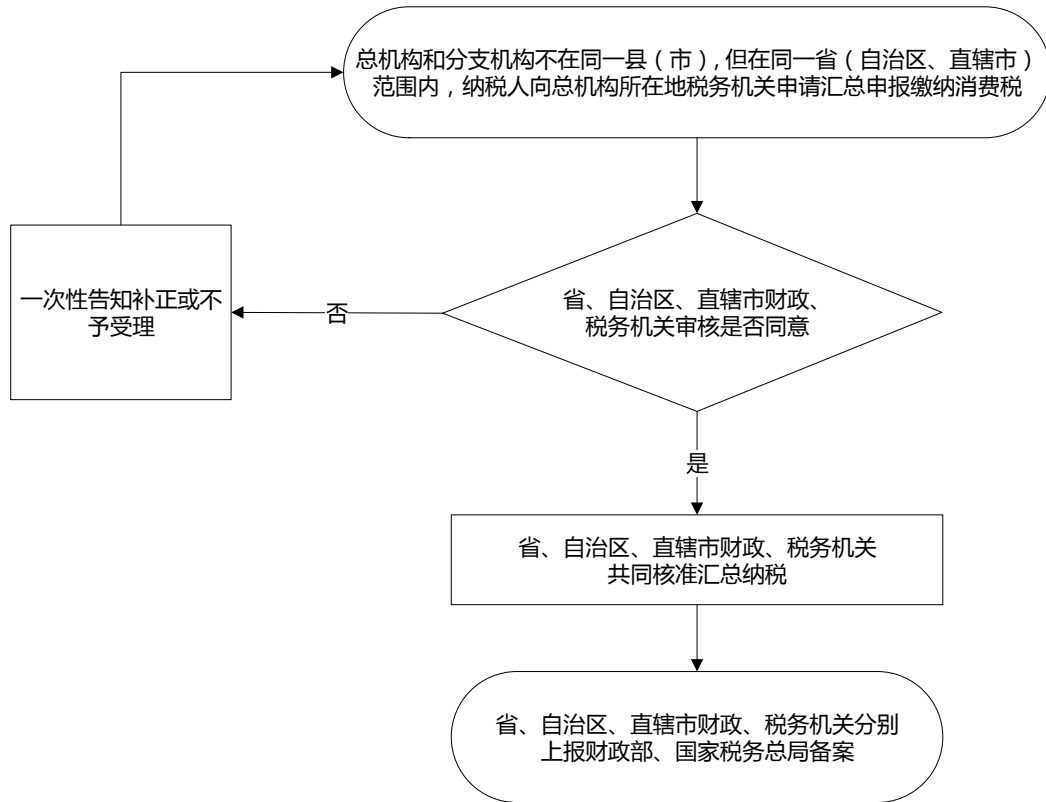 总机构和分支机构不在同一县（市），但在同一省（自治区、直辖市）
范围内，纳税人向总机构所在地税务机关申请汇总申报缴纳消费税
省、自治区、直辖市财政、
税务机关审核是否同意
否
一次性告知补正或不
予受理
是
省、自治区、直辖市财政、税务机关
共同核准汇总纳税
省、自治区、直辖市财政、税务机关分别
上报财政部、国家税务总局备案